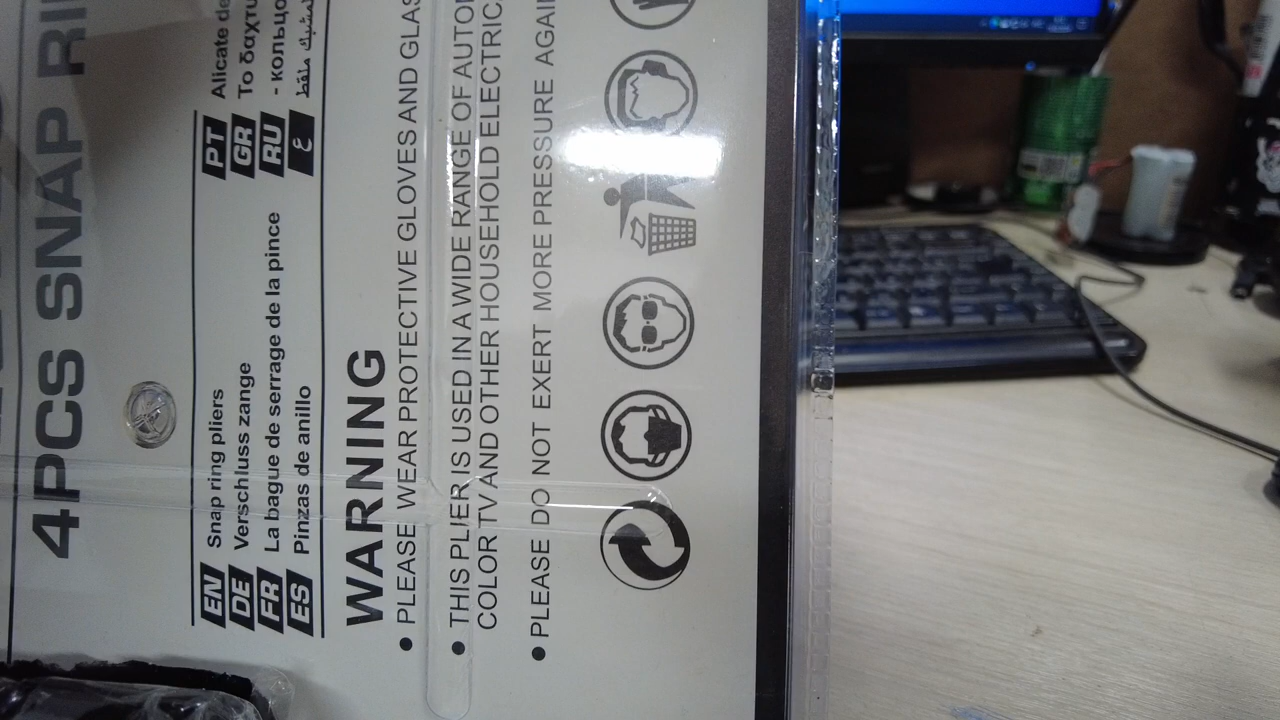 4PCS SNAP
EN Snap ring pliers
DE Verschluss zange
FR La bague de serrage de la pince
ES Pinzas de anillo
PT Alicate de
GR Το δαχτυ
RU - кольцо
ع
WARNING
• PLEASE WEAR PROTECTIVE GLOVES AND GLAS
• THIS PLIER IS USED IN A WIDE RANGE OF AUTO
COLOR TV AND OTHER HOUSEHOLD ELECTRIC
• PLEASE DO NOT EXERT MORE PRESSURE AGAI